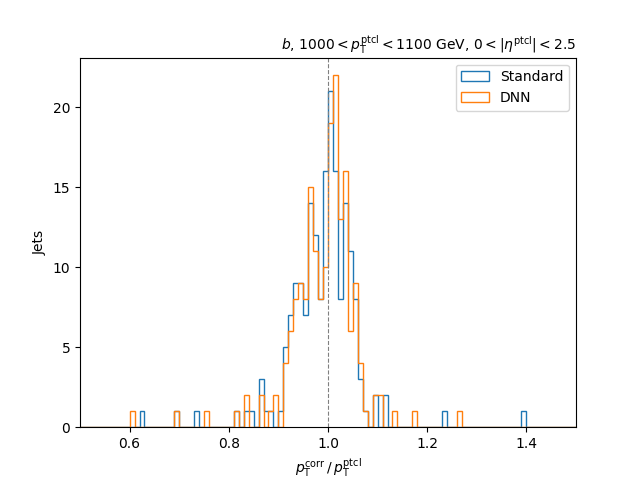 b, 1000 < p_T^ptcl < 1100 GeV, 0 < |η^ptcl| < 2.5
Standard
DNN
20
15
10
5
0
Jets
0.6 0.8 1.0 1.2 1.4
p_T^corr / p_T^ptcl